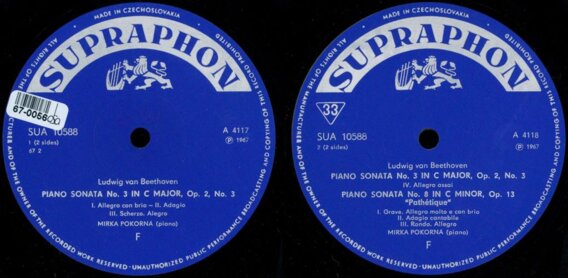 MADE IN CZECHOSLOVAKIA
ALL RIGHTS OF THE MANUFACTURER AND OF THE OWNER OF THE RECORDED WORK RESERVED - UNAUTHORIZED PUBLIC PERFORMANCE BROADCASTING AND COPYING OF THIS RECORD PROHIBITED
SUPRAPHON
SUA 10588
1 (2 sides)
67 2
A 4117
Ⓟ 1967
Ludwig van Beethoven
PIANO SONATA No. 3 IN C MAJOR, Op. 2, No. 3
I. Allegro con brio – II. Adagio
III. Scherzo. Alegro
MIRKA POKORNA (piano)
F
MADE IN CZECHOSLOVAKIA
ALL RIGHTS OF THE MANUFACTURER AND OF THE OWNER OF THE RECORDED WORK RESERVED - UNAUTHORIZED PUBLIC PERFORMANCE BROADCASTING AND COPYING OF THIS RECORD PROHIBITED
SUPRAPHON
33
SUA 10588
2 (2 sides)
A 4118
Ⓟ 1967
Ludwig van Beethoven
PIANO SONATA No. 3 IN C MAJOR, Op. 2, No. 3
IV. Allegro assai
PIANO SONATA No. 8 IN C MINOR, Op. 13
"Pathétique"
I. Grave. Allegro molto e con brio
II. Adagio cantabile
III. Rondo. Allegro
MIRKA POKORNA (piano)
F